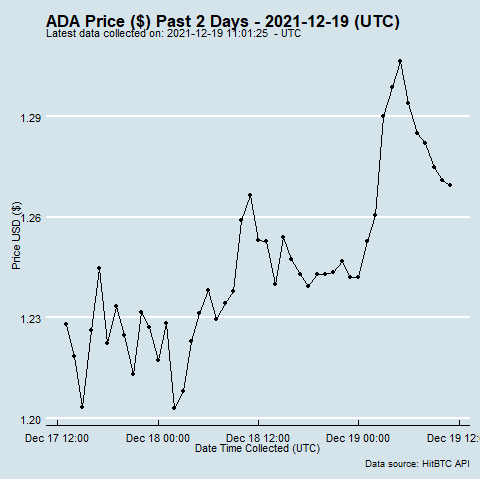 ADA Price ($) Past 2 Days - 2021-12-19 (UTC)
Latest data collected on: 2021-12-19 11:01:25 - UTC
1.29
1.26
1.23
1.20
Price USD ($)
Dec 17 12:00 Dec 18 00:00 Dec 18 12:00 Dec 19 00:00 Dec 19 12:
Date Time Collected (UTC)
Data source: HitBTC API